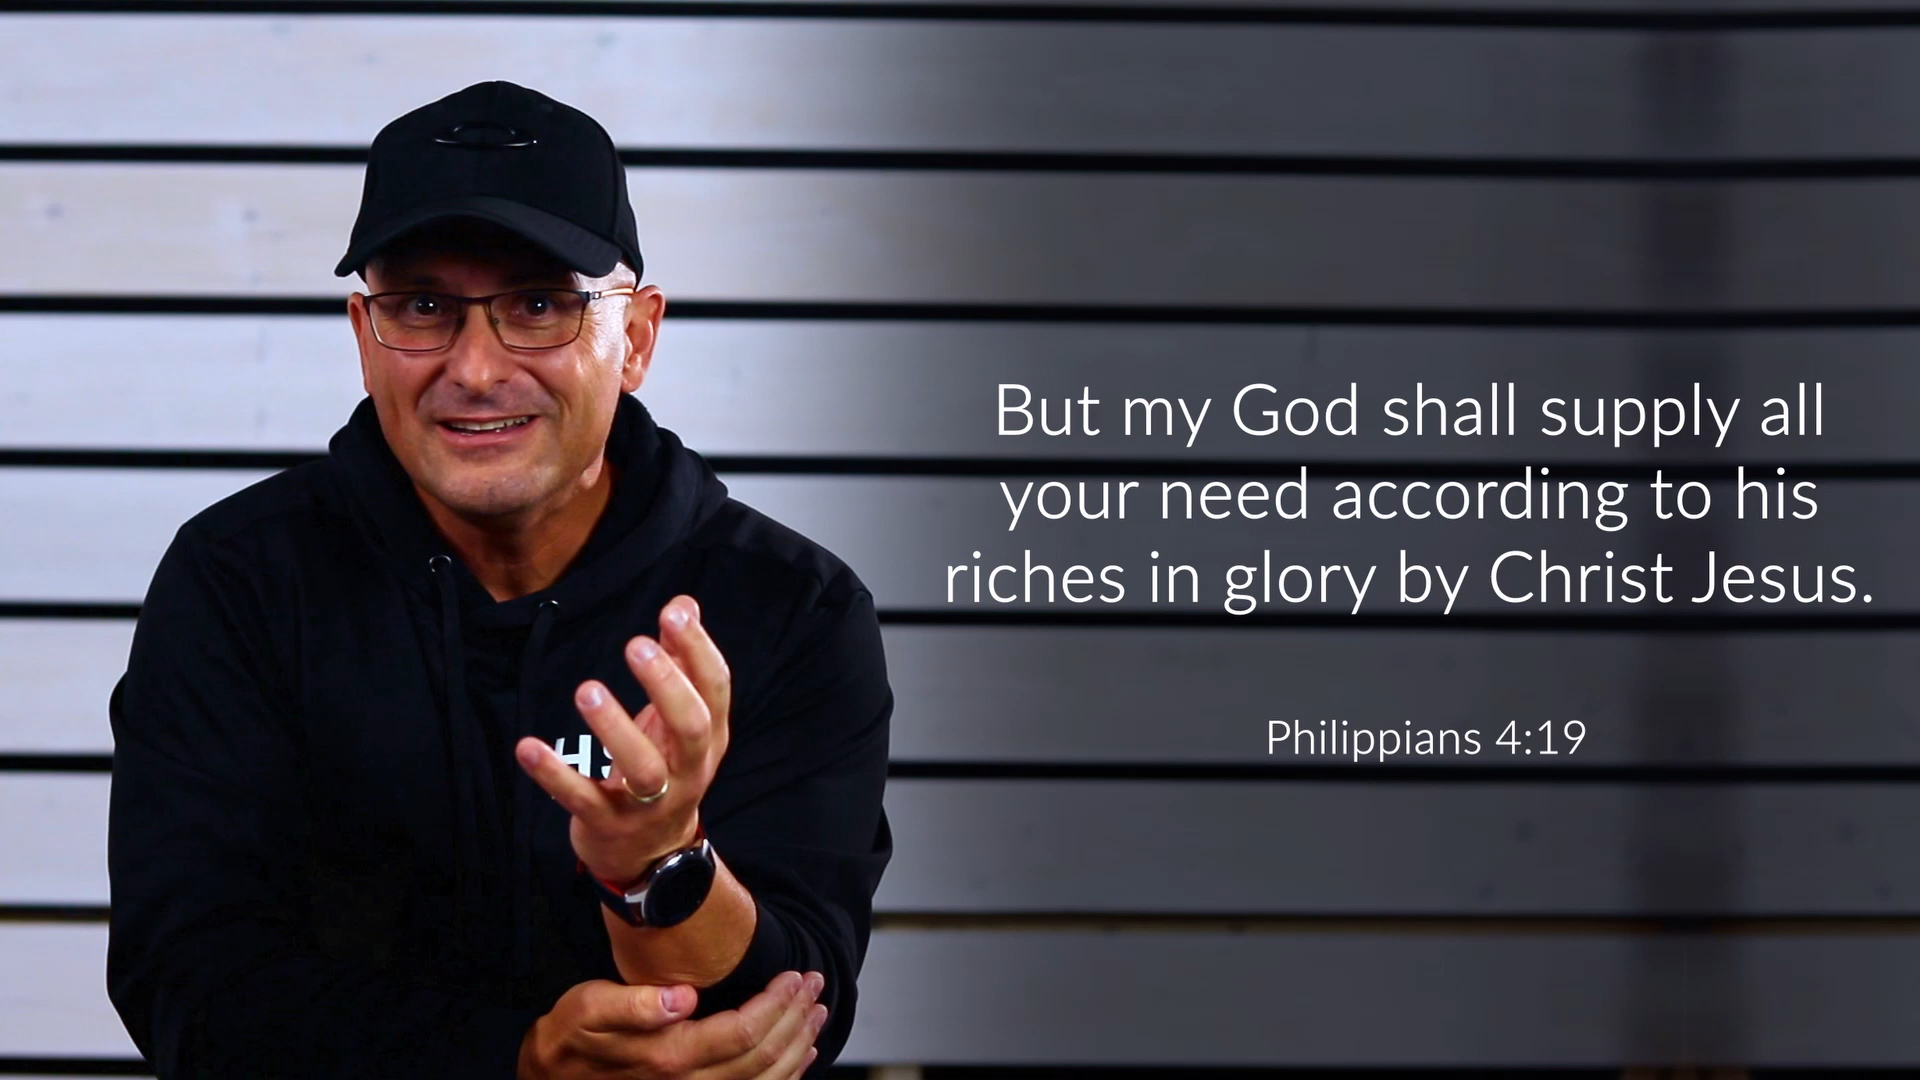 But my God shall supply all
your need according to his
riches in glory by Christ Jesus.
Philippians 4:19